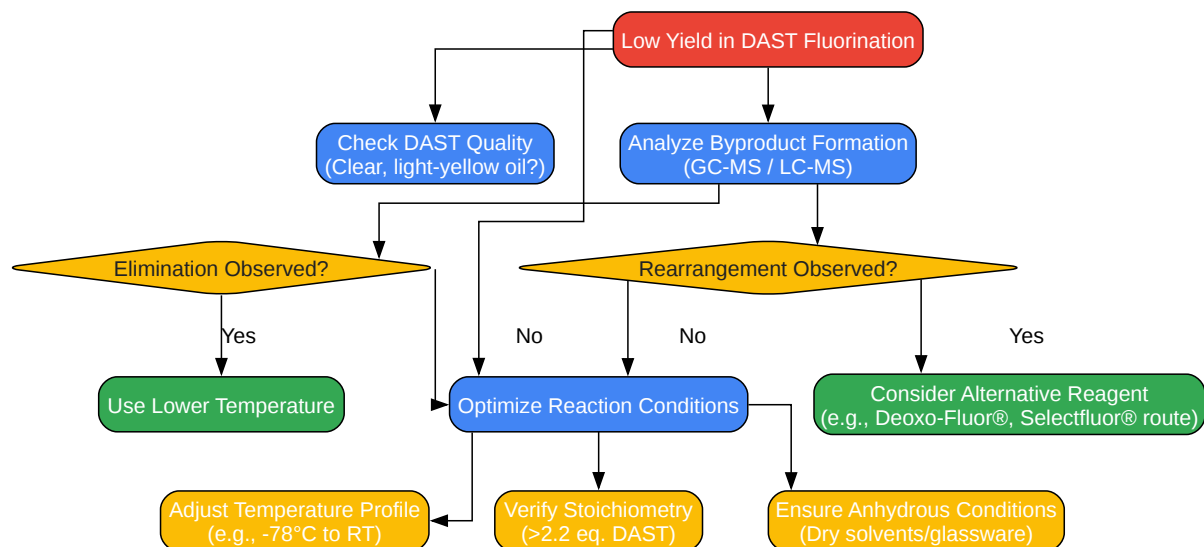 Low Yield in DAST Fluorination
Check DAST Quality
(Clear, light-yellow oil?)
Analyze Byproduct Formation
(GC-MS / LC-MS)
Elimination Observed?
Rearrangement Observed?
Yes
No
No
Yes
Use Lower Temperature
Optimize Reaction Conditions
Consider Alternative Reagent
(e.g., Deoxo-Fluor®, Selectfluor® route)
Adjust Temperature Profile
(e.g., -78°C to RT)
Verify Stoichiometry
(>2.2 eq. DAST)
Ensure Anhydrous Conditions
(Dry solvents/glassware)